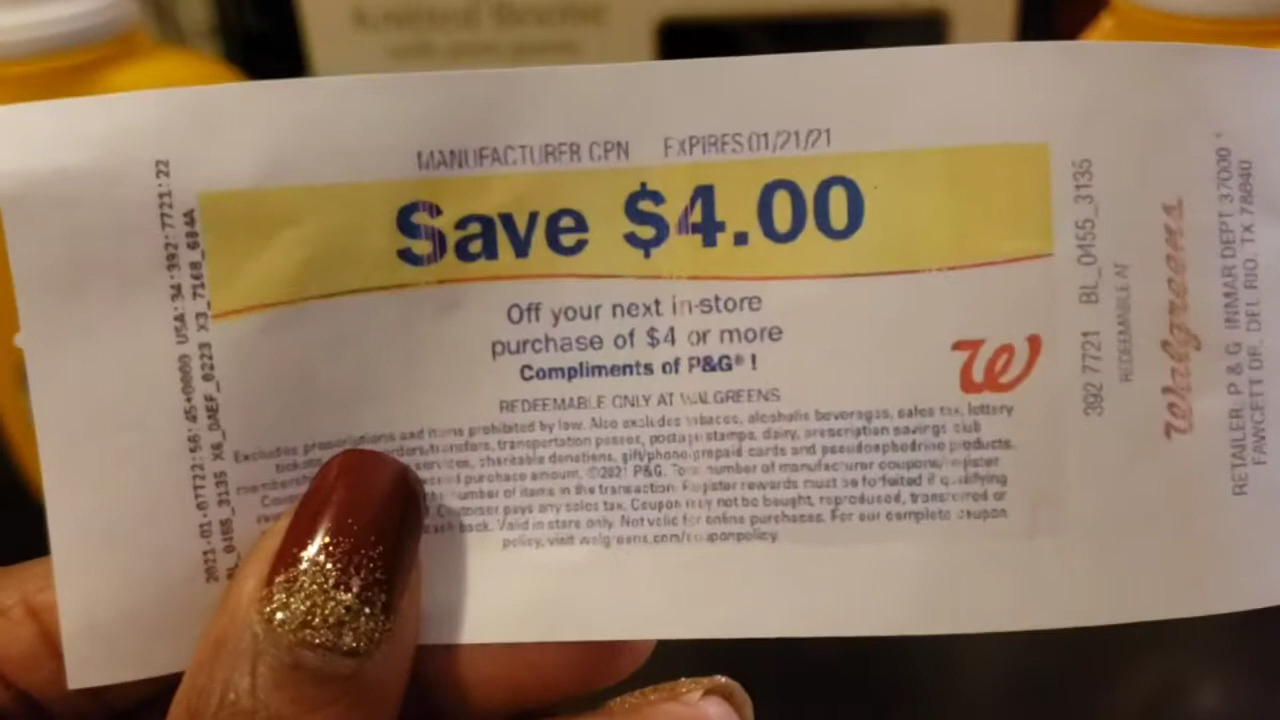 MANUFACTURER CPN EXPIRES 01/21/21
Save $4.00
Off your next in-store
purchase of $4 or more
Compliments of P&G® !
REDEEMABLE ONLY AT WALGREENS
Excludes prescriptions and items prohibited by law. Also excludes tobacco, alcoholic beverages, sales tax, lottery
orders/transfers, transportation passes, postage stamps, dairy, prescription savings club
services, charitable donations, gift/phone/prepaid cards and pseudoephedrine products.
purchase amount. ©2021 P&G. number of manufacturer coupons/register
number of items in the transaction. Register rewards must be forfeited if qualifying
Customer pays any sales tax. Coupon may not be bought, reproduced, transferred or
back. Valid in store only. Not valid for online purchases. For our complete coupon
policy, visit walgreens.com/couponpolicy.
W
392 7721 BL_0455_3135
REDEEMABLE AT
Walgreens
RETAILER: P & G INMAR DEPT 37000
FAWCETT DR. DEL RIO, TX 78840